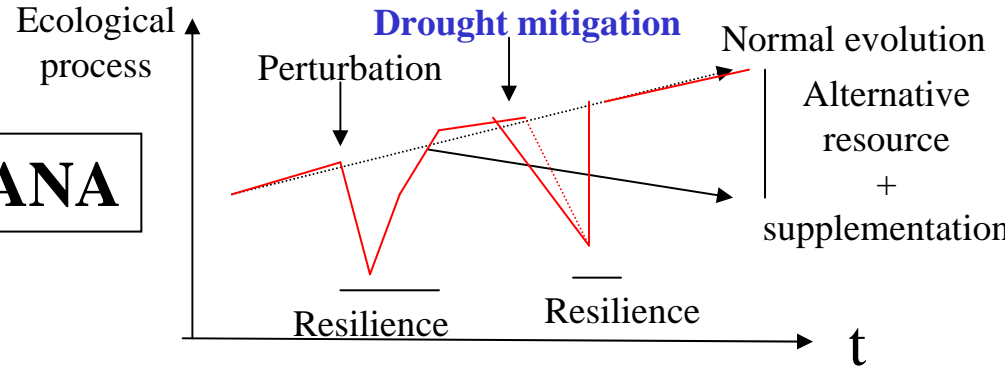 Ecological
process
Drought mitigation
Perturbation
Normal evolution
Alternative
resource
+
supplementation
ANA
Resilience
Resilience
t